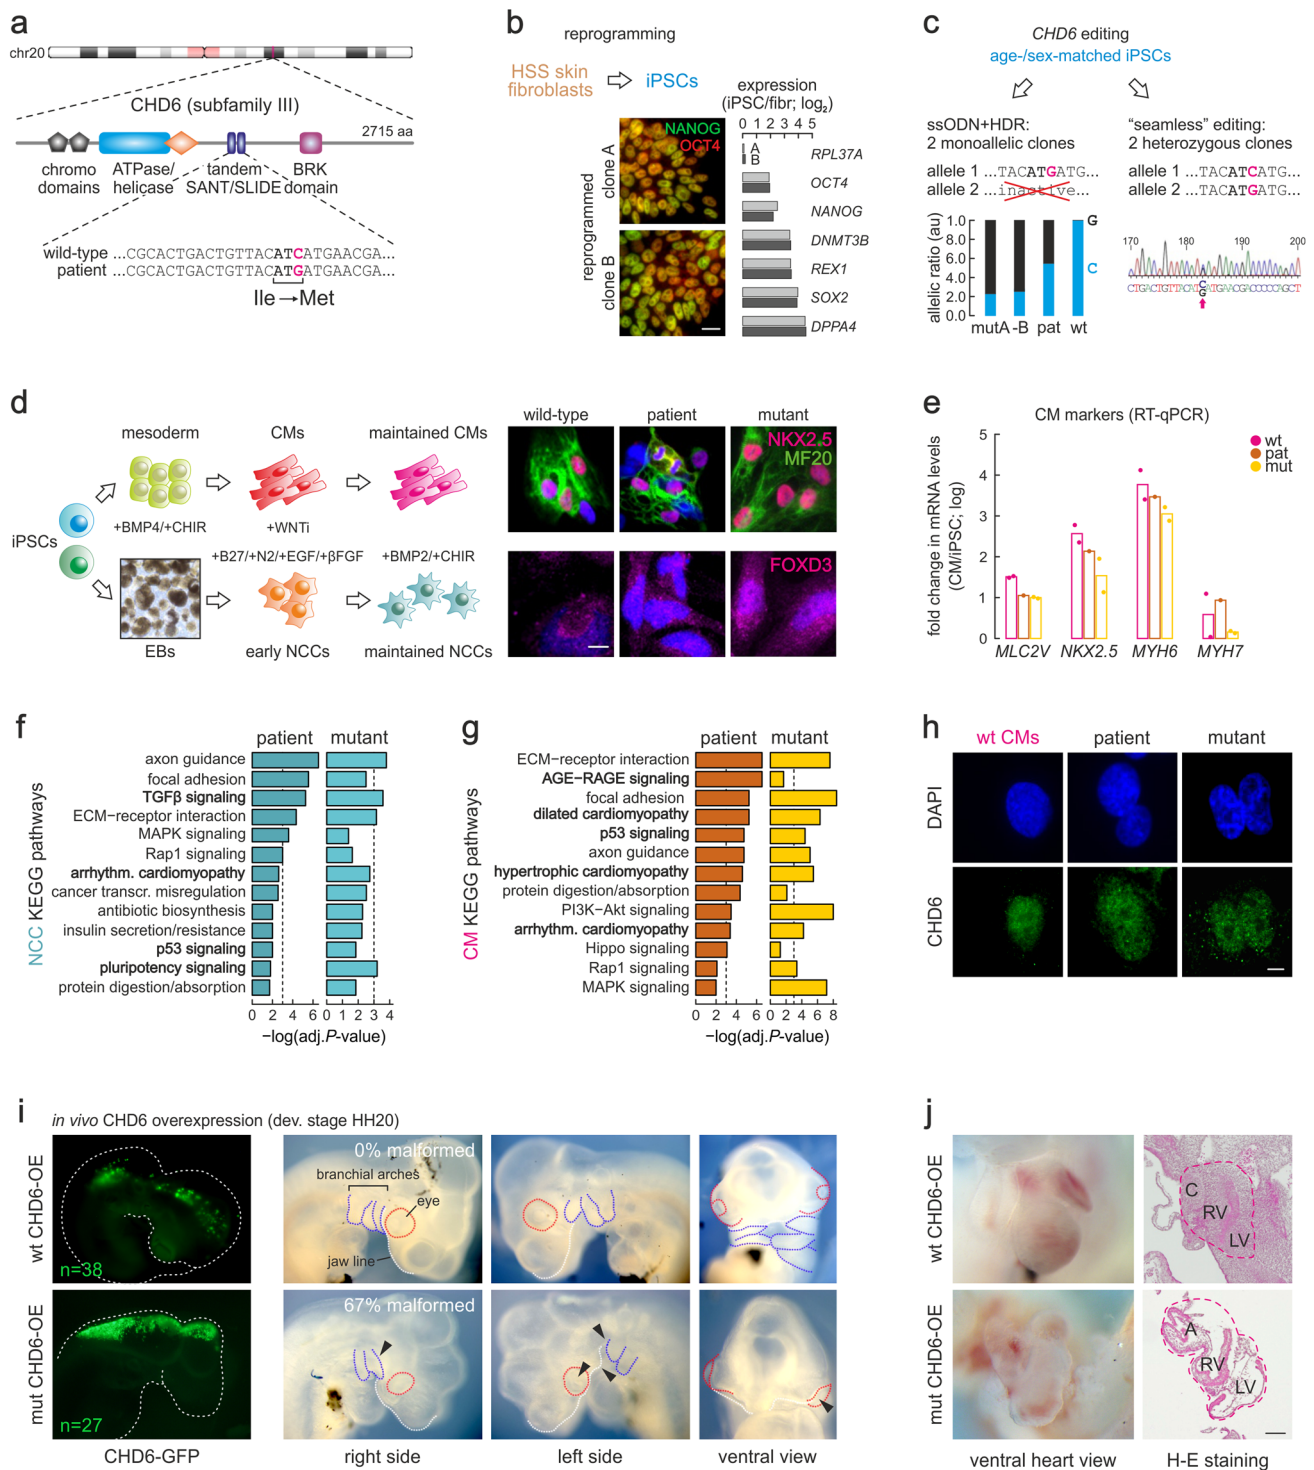 a
chr20
CHD6 (subfamily III)
2715 aa
chromo domains
ATPase/ helicase
tandem SANT/SLIDE
BRK domain
wild-type ...CGCACTGACTGTTACATCATGAACGA...
patient ...CGCACTGACTGTTACATGATGAACGA...
Ile → Met
b
reprogramming
HSS skin fibroblasts
iPSCs
expression
(iPSC/fibr; log₂)
0 1 2 3 4 5
NANOG
OCT4
reprogrammed
clone A
clone B
A
B
RPL37A
OCT4
NANOG
DNMT3B
REX1
SOX2
DPPA4
c
CHD6 editing
age-/sex-matched iPSCs
ssODN+HDR:
2 monoallelic clones
allele 1 ...TACATGATG...
allele 2 ...inactive...
"seamless" editing:
2 heterozygous clones
allele 1 ...TACATCATG...
allele 2 ...TACATGATG...
allelic ratio (au)
1.0
8.0
6.0
4.0
2.0
0.0
G
C
mutA -B pat wt
170 180 190 200
CTGACTGTTACATCATGAACGACCCCCAGCT
G
d
mesoderm
CMs
maintained CMs
iPSCs
+BMP4/+CHIR
+WNTi
+B27/+N2/+EGF/+βFGF
+BMP2/+CHIR
EBs
early NCCs
maintained NCCs
wild-type
patient
mutant
NKX2.5
MF20
FOXD3
e
CM markers (RT-qPCR)
fold change in mRNA levels
(CM/iPSC; log)
5
4
3
2
1
0
wt
pat
mut
MLC2V NKX2.5 MYH6 MYH7
f
NCC KEGG pathways
patient mutant
axon guidance
focal adhesion
TGFβ signaling
ECM−receptor interaction
MAPK signaling
Rap1 signaling
arrhythm. cardiomyopathy
cancer transcr. misregulation
antibiotic biosynthesis
insulin secretion/resistance
p53 signaling
pluripotency signaling
protein digestion/absorption
0 2 4 6 0 1 2 3 4
−log(adj.P-value)
g
CM KEGG pathways
patient mutant
ECM−receptor interaction
AGE−RAGE signaling
focal adhesion
dilated cardiomyopathy
p53 signaling
axon guidance
hypertrophic cardiomyopathy
protein digestion/absorption
PI3K−Akt signaling
arrhythm. cardiomyopathy
Hippo signaling
Rap1 signaling
MAPK signaling
0 2 4 6 0 2 4 6 8
−log(adj.P-value)
h
wt CMs
patient
mutant
DAPI
CHD6
i
in vivo CHD6 overexpression (dev. stage HH20)
wt CHD6-OE
n=38
0% malformed
branchial arches
eye
jaw line
mut CHD6-OE
n=27
67% malformed
CHD6-GFP
right side
left side
ventral view
j
wt CHD6-OE
C
RV
LV
mut CHD6-OE
A
RV
LV
ventral heart view
H-E staining